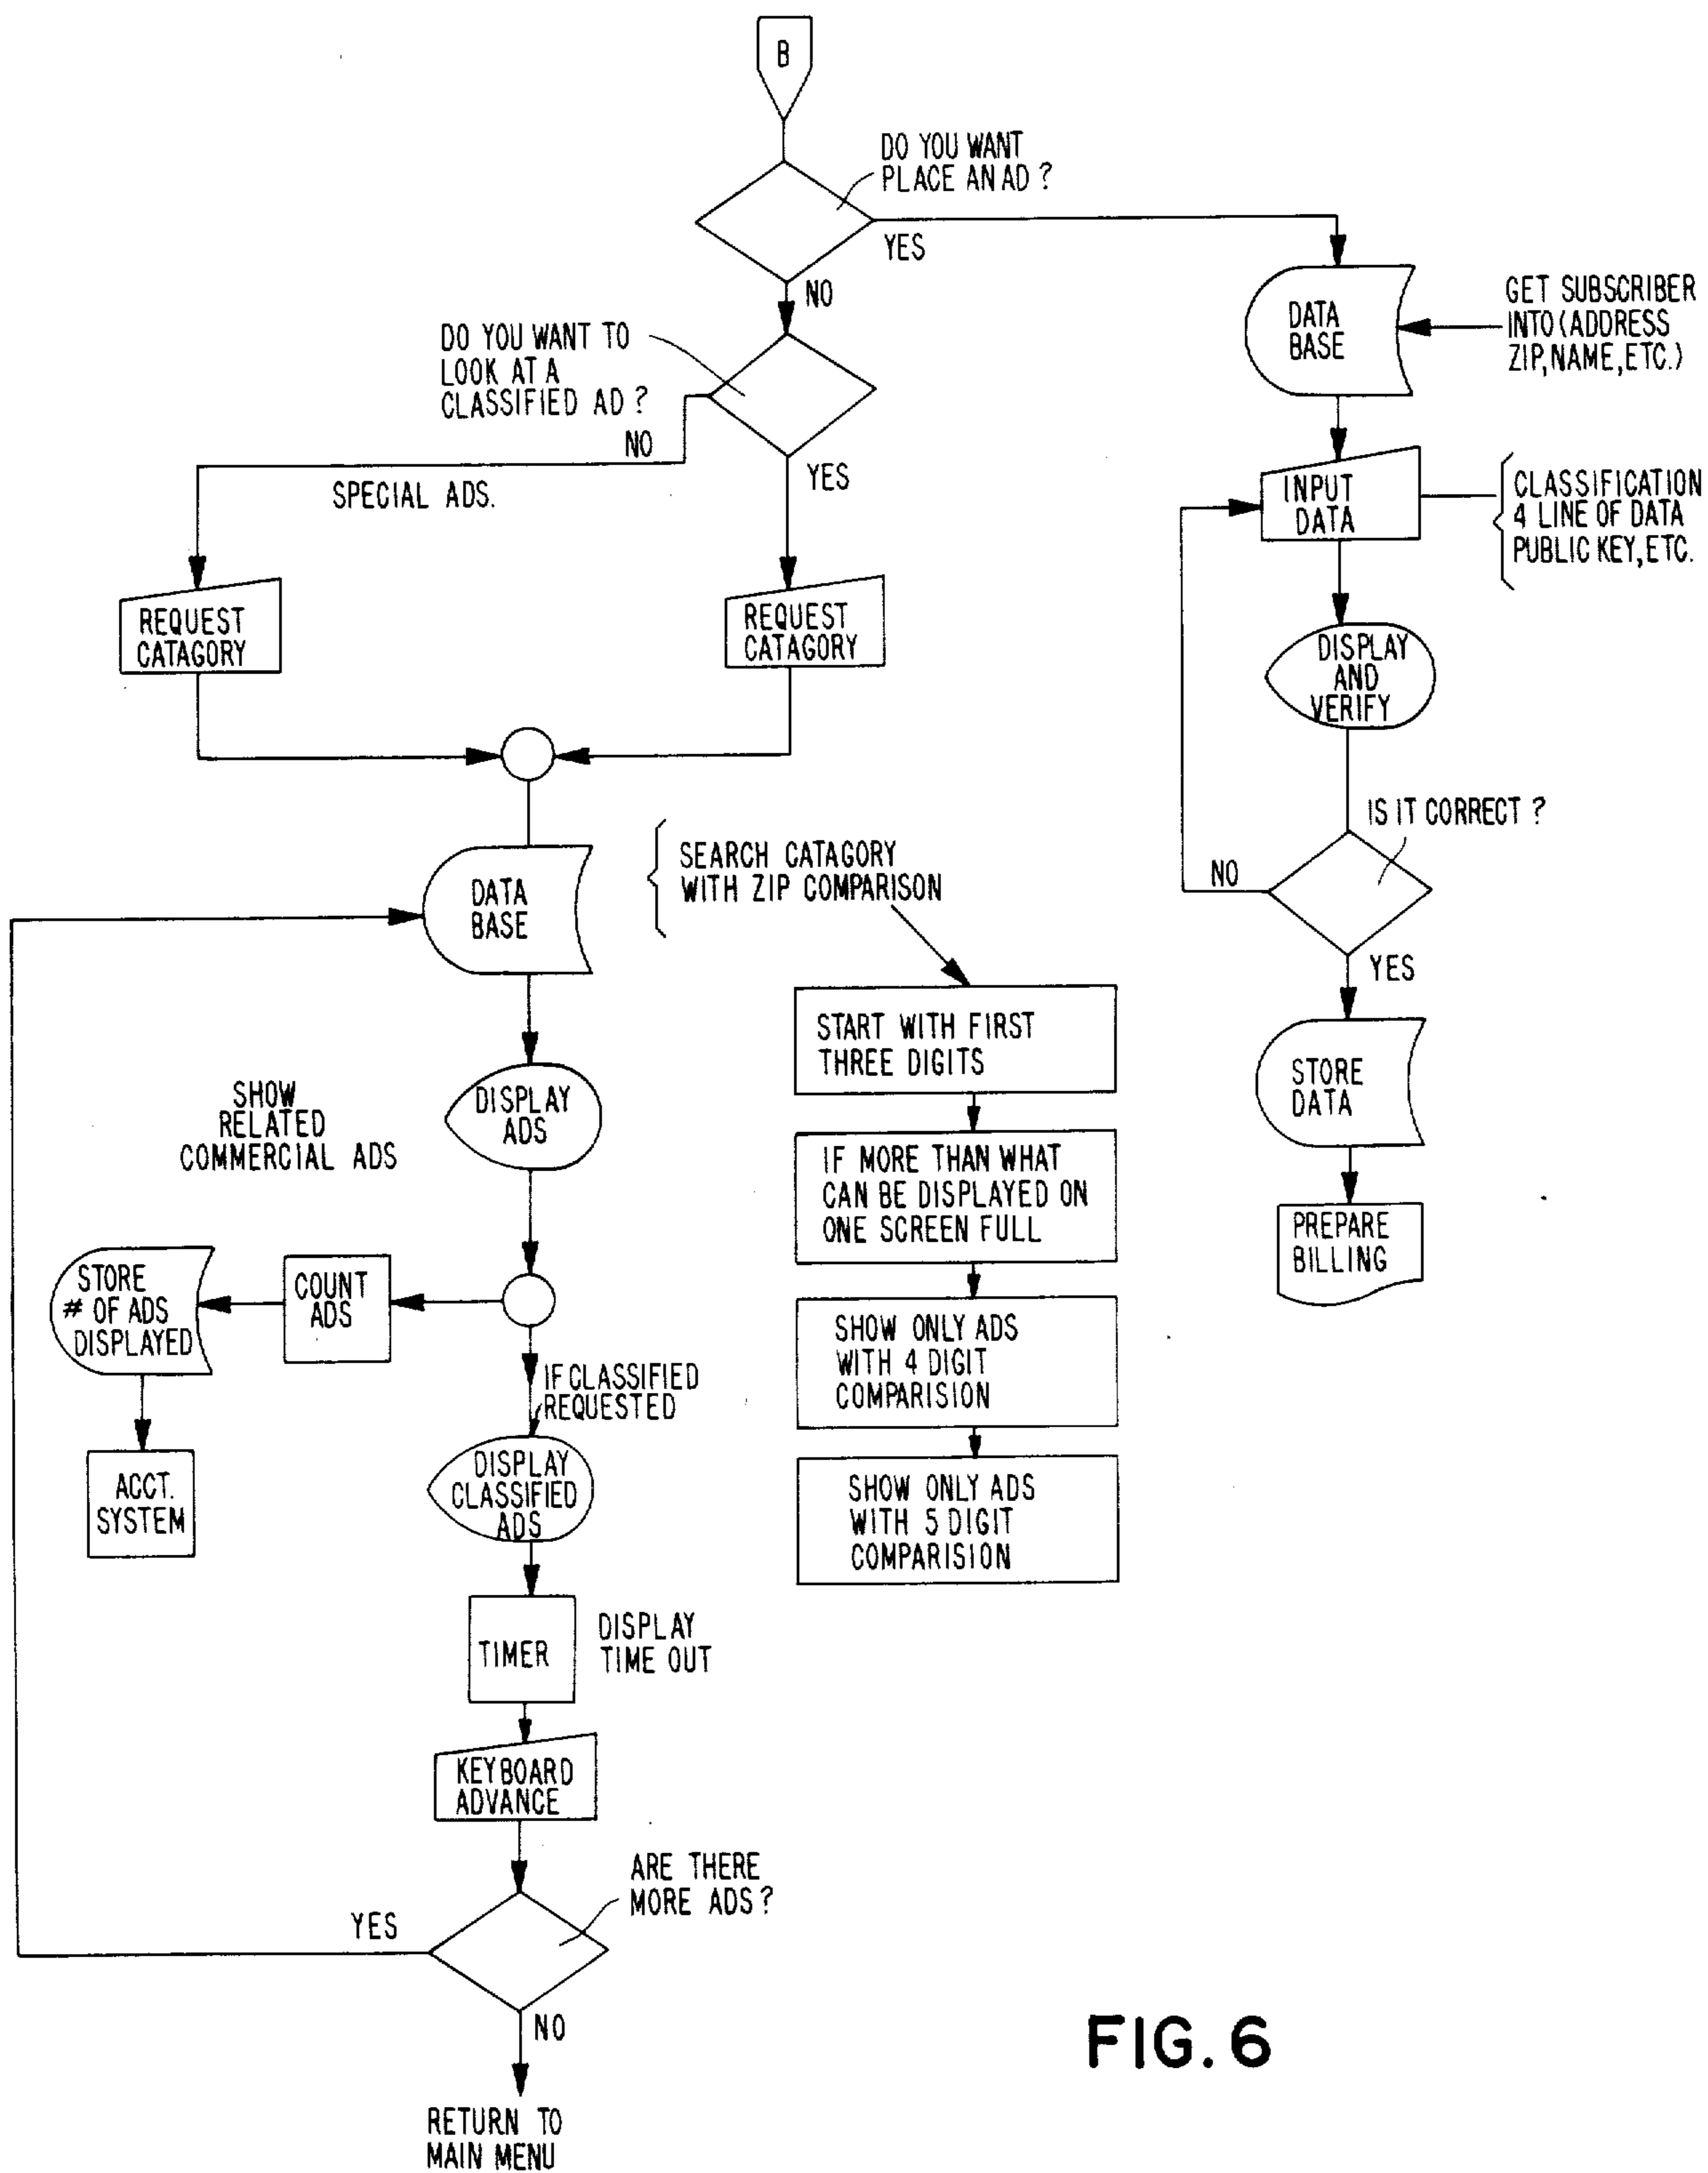 B
DO YOU WANT
PLACE AN AD ?
YES
NO
DATA
BASE
GET SUBSCRIBER
INTO (ADDRESS
ZIP, NAME, ETC.)
DO YOU WANT TO
LOOK AT A
CLASSIFIED AD ?
NO
YES
SPECIAL ADS.
INPUT
DATA
CLASSIFICATION
4 LINE OF DATA
PUBLIC KEY, ETC.
REQUEST
CATAGORY
REQUEST
CATAGORY
DISPLAY
AND
VERIFY
IS IT CORRECT ?
NO
YES
DATA
BASE
SEARCH CATAGORY
WITH ZIP COMPARISON
START WITH FIRST
THREE DIGITS
STORE
DATA
SHOW
RELATED
COMMERCIAL ADS
DISPLAY
ADS
IF MORE THAN WHAT
CAN BE DISPLAYED ON
ONE SCREEN FULL
PREPARE
BILLING
STORE
# OF ADS
DISPLAYED
COUNT
ADS
SHOW ONLY ADS
WITH 4 DIGIT
COMPARISION
IF CLASSIFIED
REQUESTED
ACCT.
SYSTEM
DISPLAY
CLASSIFIED
ADS
SHOW ONLY ADS
WITH 5 DIGIT
COMPARISION
TIMER
DISPLAY
TIME OUT
KEYBOARD
ADVANCE
ARE THERE
MORE ADS ?
YES
NO
RETURN TO
MAIN MENU
FIG. 6